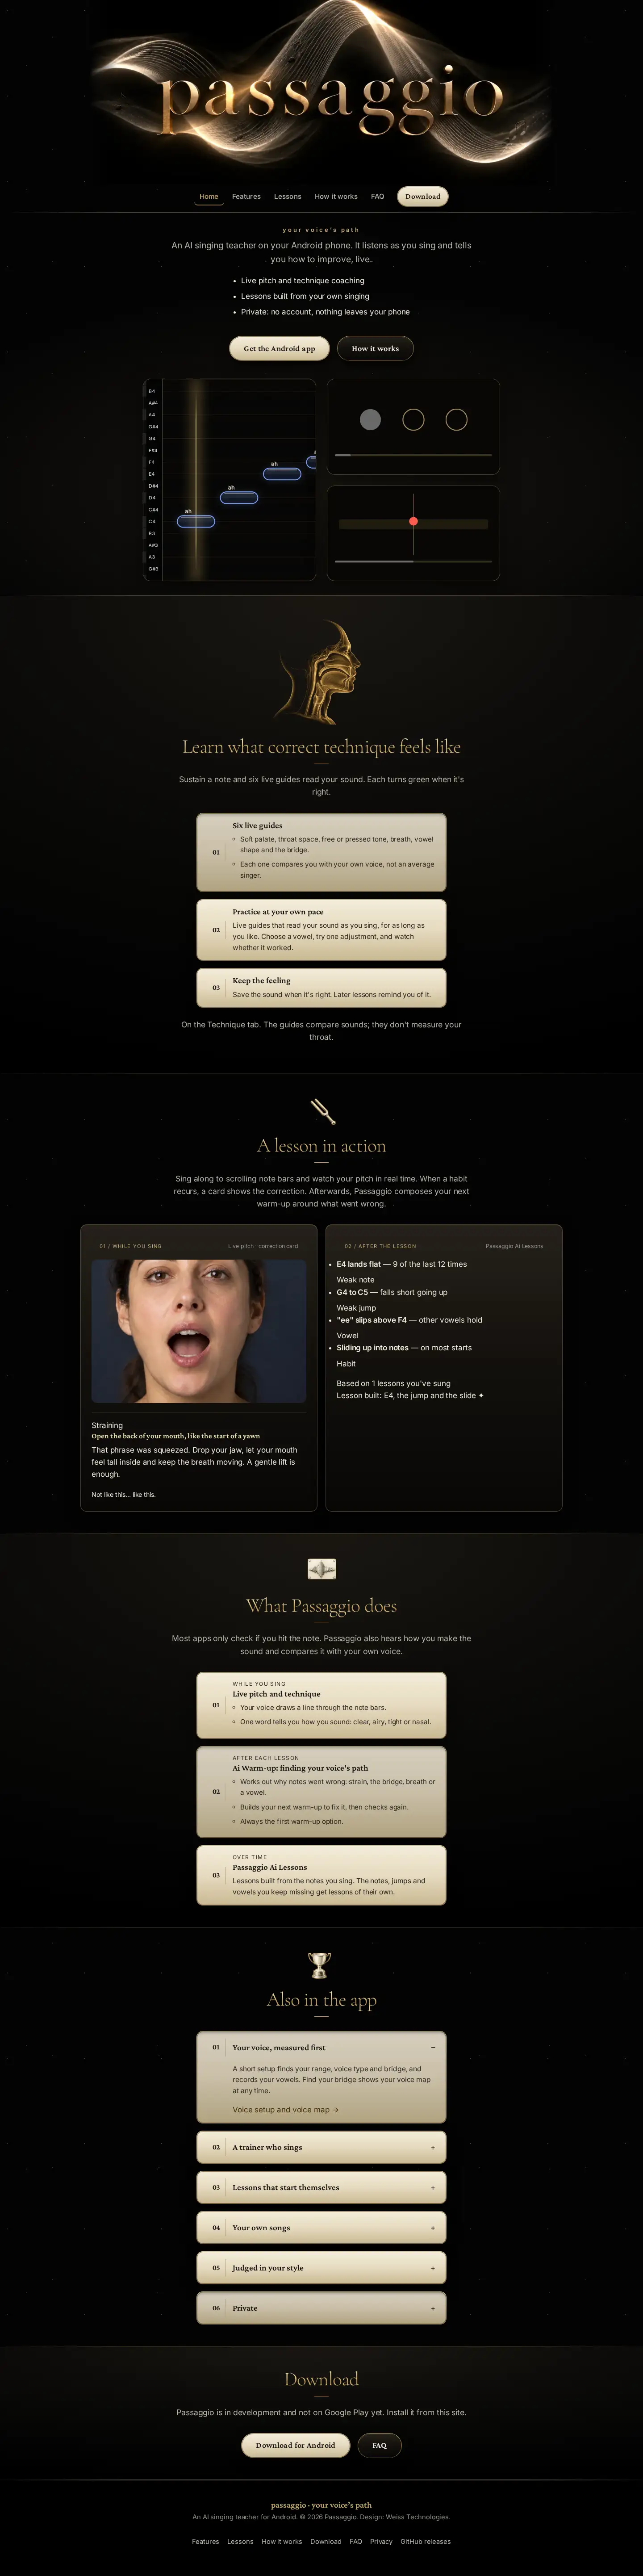 passaggio
Home Features Lessons How it works FAQ Download
your voice's path
An AI singing teacher on your Android phone. It listens as you sing and tells
you how to improve, live.
• Live pitch and technique coaching
• Lessons built from your own singing
• Private: no account, nothing leaves your phone
Get the Android app How it works
B4
A#4
A4
G#4
G4
F#4
F4
E4
D#4
D4
C#4
C4
B3
A#3
A3
G#3
ah
ah
ah
Learn what correct technique feels like
Sustain a note and six live guides read your sound. Each turns green when it's
right.
01
Six live guides
Soft palate, throat space, free or pressed tone, breath, vowel
shape and the bridge.
Each one compares you with your own voice, not an average
singer.
02
Practice at your own pace
Live guides that read your sound as you sing, for as long as
you like. Choose a vowel, try one adjustment, and watch
whether it worked.
03
Keep the feeling
Save the sound when it's right. Later lessons remind you of it.
On the Technique tab. The guides compare sounds; they don't measure your
throat.
A lesson in action
Sing along to scrolling note bars and watch your pitch in real time. When a habit
recurs, a card shows the correction. Afterwards, Passaggio composes your next
warm-up around what went wrong.
01 / WHILE YOU SING Live pitch · correction card
Straining
Open the back of your mouth, like the start of a yawn
That phrase was squeezed. Drop your jaw, let your mouth
feel tall inside and keep the breath moving. A gentle lift is
enough.
Not like this... like this.
02 / AFTER THE LESSON Passaggio Ai Lessons
• E4 lands flat — 9 of the last 12 times
Weak note
• G4 to C5 — falls short going up
Weak jump
• "ee" slips above F4 — other vowels hold
Vowel
• Sliding up into notes — on most starts
Habit
Based on 1 lessons you've sung
Lesson built: E4, the jump and the slide ✦
What Passaggio does
Most apps only check if you hit the note. Passaggio also hears how you make the
sound and compares it with your own voice.
01
WHILE YOU SING
Live pitch and technique
Your voice draws a line through the note bars.
One word tells you how you sound: clear, airy, tight or nasal.
02
AFTER EACH LESSON
Ai Warm-up: finding your voice's path
Works out why notes went wrong: strain, the bridge, breath or
a vowel.
Builds your next warm-up to fix it, then checks again.
Always the first warm-up option.
03
OVER TIME
Passaggio Ai Lessons
Lessons built from the notes you sing. The notes, jumps and
vowels you keep missing get lessons of their own.
Also in the app
01 Your voice, measured first −
A short setup finds your range, voice type and bridge, and
records your vowels. Find your bridge shows your voice map
at any time.
Voice setup and voice map →
02 A trainer who sings +
03 Lessons that start themselves +
04 Your own songs +
05 Judged in your style +
06 Private +
Download
Passaggio is in development and not on Google Play yet. Install it from this site.
Download for Android FAQ
passaggio · your voice's path
An AI singing teacher for Android. © 2026 Passaggio. Design: Weiss Technologies.
Features Lessons How it works Download FAQ Privacy GitHub releases